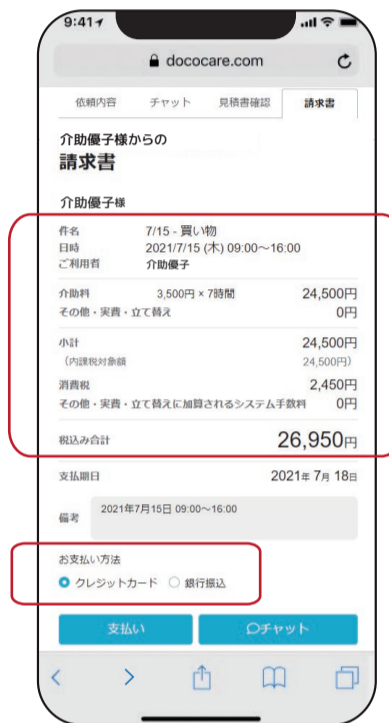 9:41
dococare.com
依頼内容 チャット 見積書確認 請求書
介助優子様からの
請求書
介助優子様
件名 7/15 - 買い物
日時 2021/7/15 (木) 09:00〜16:00
ご利用者 介助優子
介助料 3,500円 × 7時間 24,500円
その他・実費・立て替え 0円
小計 24,500円
(内課税対象額 24,500円)
消費税 2,450円
その他・実費・立て替えに加算されるシステム手数料 0円
税込み合計 26,950円
支払期日 2021年 7月 18日
備考 2021年7月15日 09:00〜16:00
お支払い方法
クレジットカード 銀行振込
支払い チャット